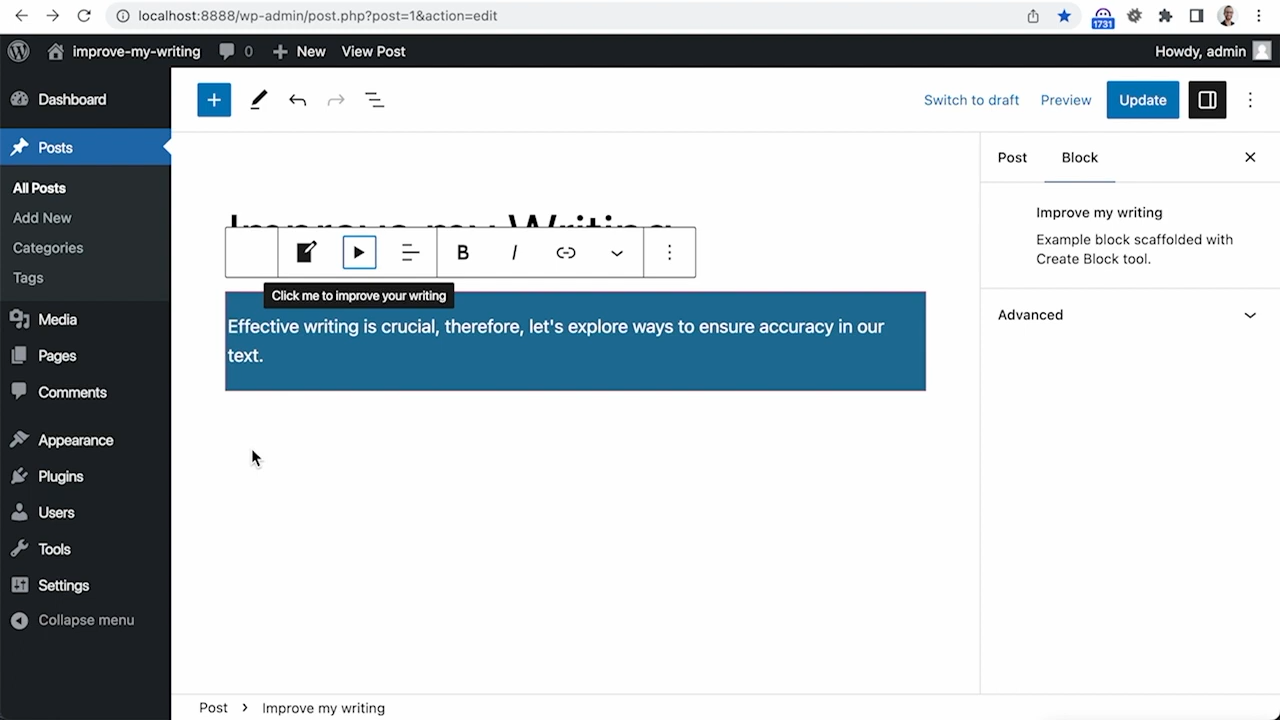 localhost:8888/wp-admin/post.php?post=1&action=edit
1731
improve-my-writing
0
New
View Post
Howdy, admin
Dashboard
Posts
All Posts
Add New
Categories
Tags
Media
Pages
Comments
Appearance
Plugins
Users
Tools
Settings
Collapse menu
Switch to draft
Preview
Update
Improve my Writing
B
I
Click me to improve your writing
Effective writing is crucial, therefore, let's explore ways to ensure accuracy in our
text.
Post
Block
Improve my writing
Example block scaffolded with
Create Block tool.
Advanced
Post
Improve my writing